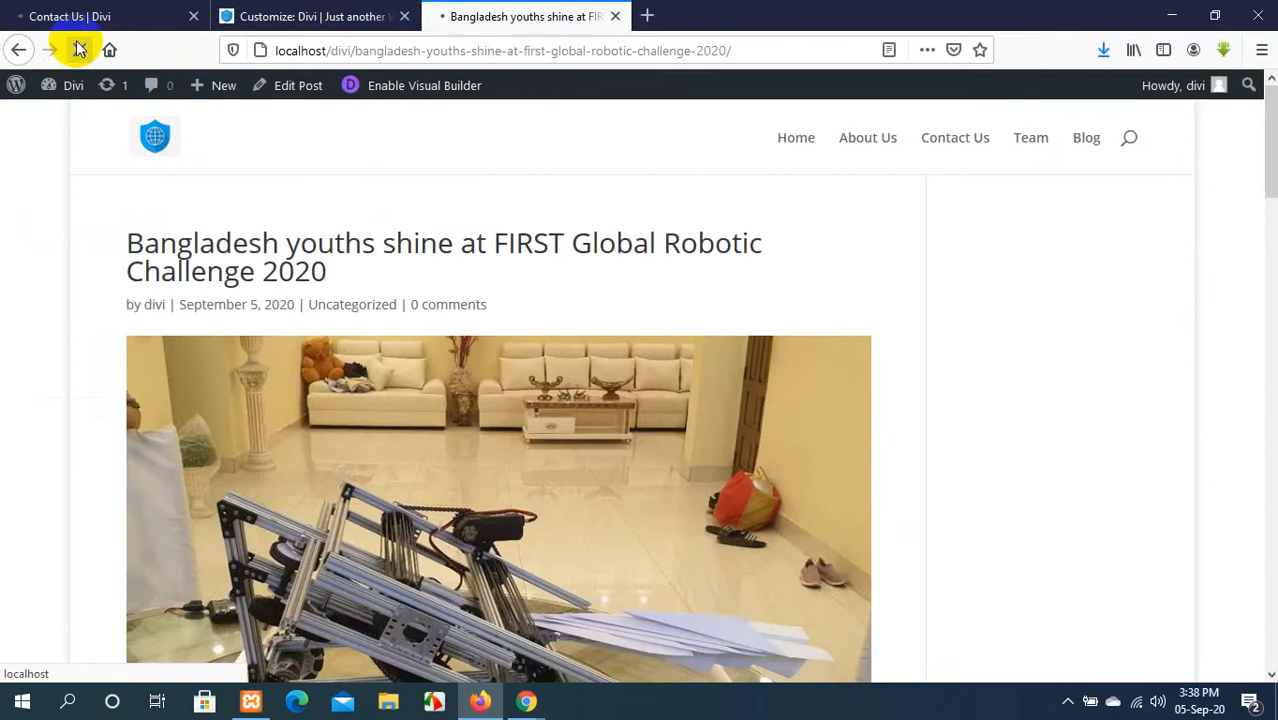 Contact Us | Divi
Customize: Divi | Just another W
Bangladesh youths shine at FIR
localhost/divi/bangladesh-youths-shine-at-first-global-robotic-challenge-2020/
Divi 1 0 New Edit Post D Enable Visual Builder Howdy, divi
Home About Us Contact Us Team Blog
Bangladesh youths shine at FIRST Global Robotic
Challenge 2020
by divi | September 5, 2020 | Uncategorized | 0 comments
localhost
3:38 PM
05-Sep-20
2